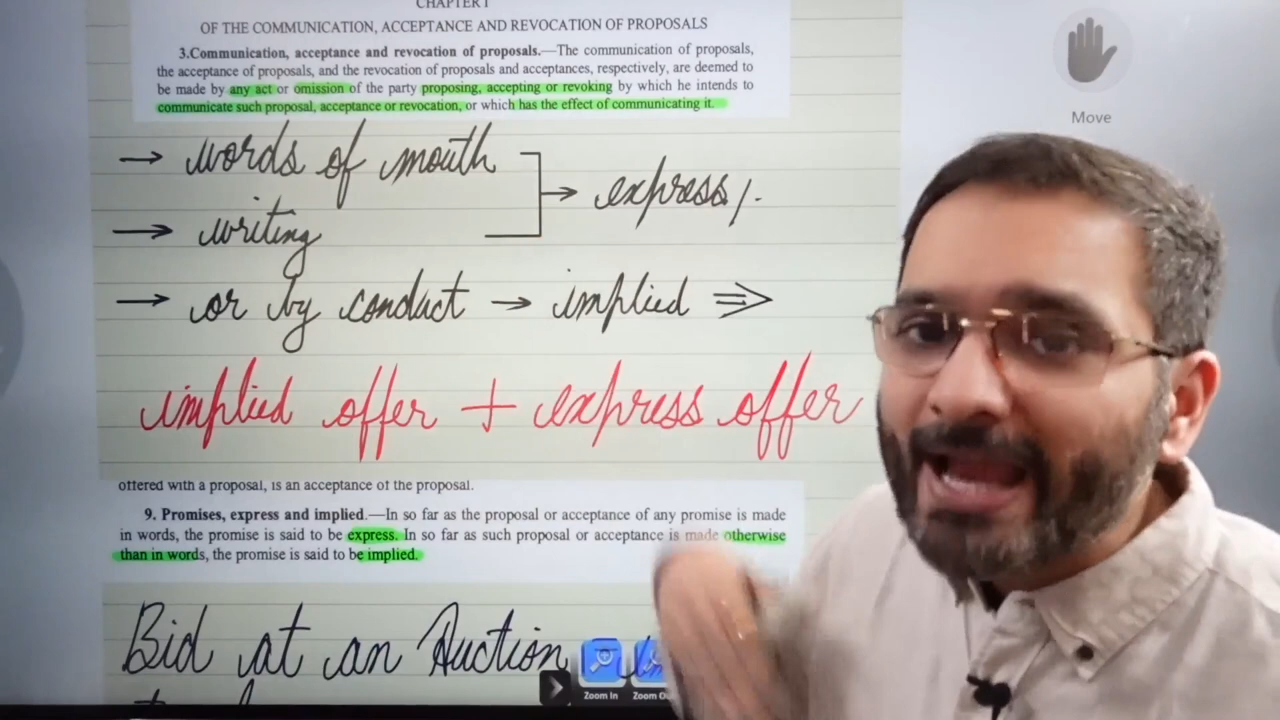 CHAPTER I
OF THE COMMUNICATION, ACCEPTANCE AND REVOCATION OF PROPOSALS
3.Communication, acceptance and revocation of proposals.—The communication of proposals,
the acceptance of proposals, and the revocation of proposals and acceptances, respectively, are deemed to
be made by any act or omission of the party proposing, accepting or revoking by which he intends to
communicate such proposal, acceptance or revocation, or which has the effect of communicating it.
Move
→ words of mouth
→ express/.
→ writing
→ or by conduct → implied ⇒
implied offer + express offer
offered with a proposal, is an acceptance of the proposal.
9. Promises, express and implied.—In so far as the proposal or acceptance of any promise is made
in words, the promise is said to be express. In so far as such proposal or acceptance is made otherwise
than in words, the promise is said to be implied.
Bid at an Auction
Zoom In Zoom